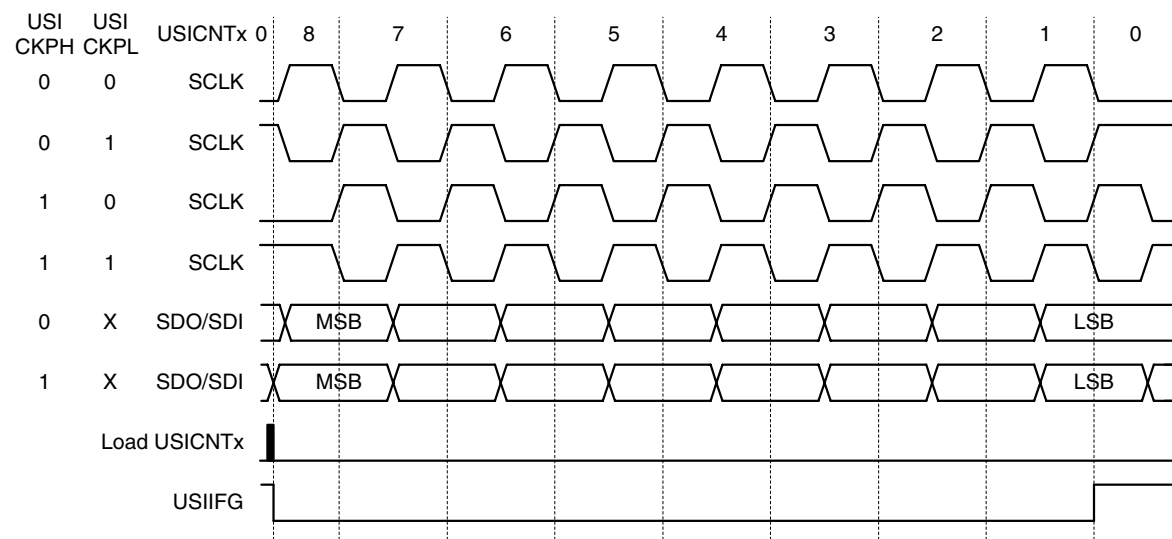 USI USI
CKPH CKPL USICNTx 0 8 7 6 5 4 3 2 1 0
0 0 SCLK
0 1 SCLK
1 0 SCLK
1 1 SCLK
0 X SDO/SDI MSB LSB
1 X SDO/SDI MSB LSB
Load USICNTx
USIIFG